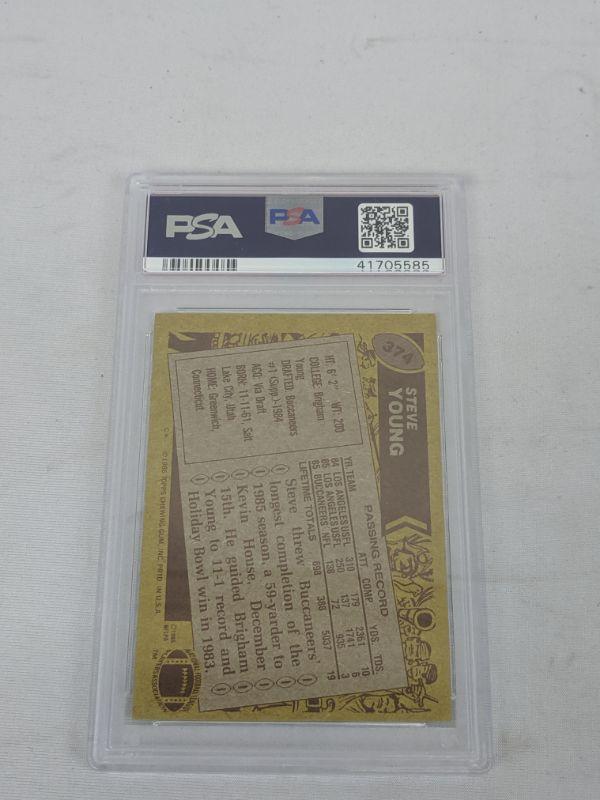 PSA
PSA
41705585
374
STEVE
YOUNG
HT: 6' 2" WT: 200
COLLEGE: Brigham
Young
DRAFTED: Buccaneers
#1 (Supp.)-1984
ACQ: Via Draft
BORN: 11-11-61 Salt
Lake City, Utah
HOME: Greenwich,
Connecticut
PASSING RECORD
YR. TEAM ATT COMP YDS. TDS.
84 LOS ANGELES USFL 310 179 2361 10
85 LOS ANGELES USFL 250 137 1741 6
85 BUCCANEERS NFL 138 72 935 3
LIFETIME TOTALS 698 388 5037 19
Steve threw Buccaneers'
longest completion of the
1985 season, a 59-yarder to
Kevin House, December
15th. He guided Brigham
Young to 11-1 record and
Holiday Bowl win in 1983.
© 1986 TOPPS CHEWING GUM, INC. PRTD. IN U.S.A.
© 1986
NFLPA
TM